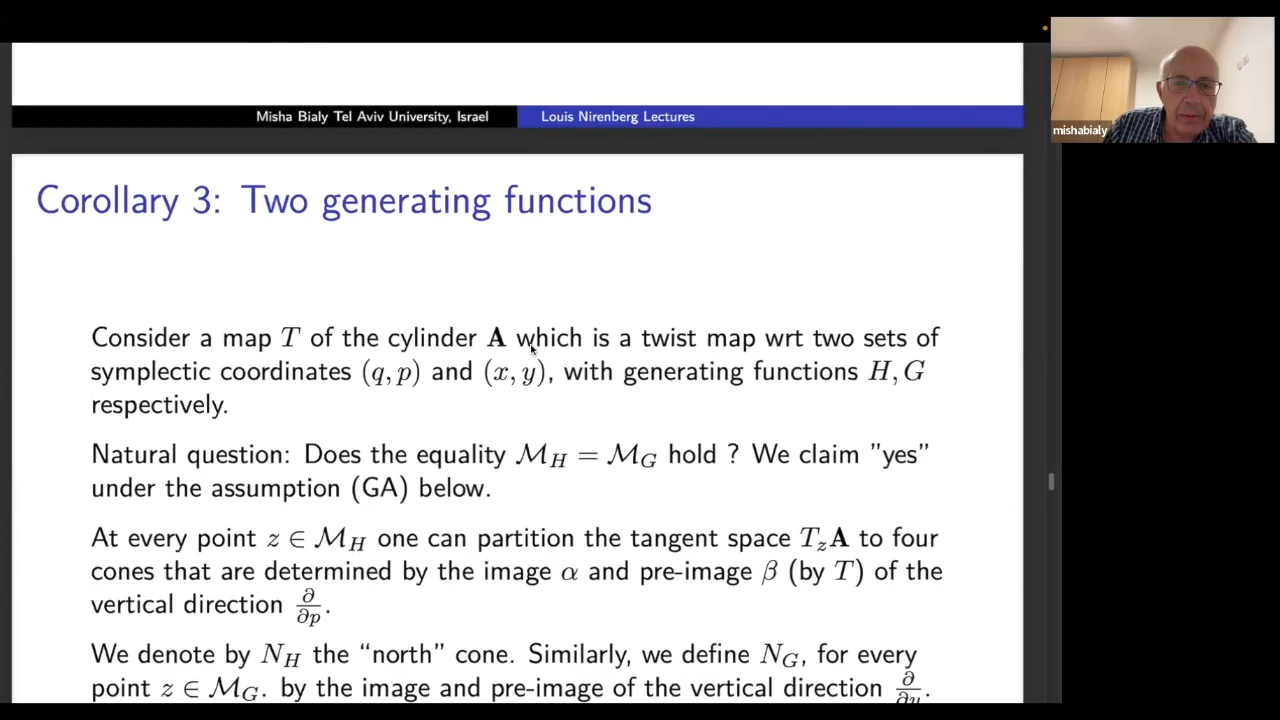 Misha Bialy Tel Aviv University, Israel Louis Nirenberg Lectures
mishabialy
Corollary 3: Two generating functions
Consider a map T of the cylinder A which is a twist map wrt two sets of
symplectic coordinates (q, p) and (x, y), with generating functions H, G
respectively.
Natural question: Does the equality ℳ_H = ℳ_G hold ? We claim "yes"
under the assumption (GA) below.
At every point z ∈ ℳ_H one can partition the tangent space T_z A to four
cones that are determined by the image α and pre-image β (by T) of the
vertical direction ∂/∂p.
We denote by N_H the “north” cone. Similarly, we define N_G, for every
point z ∈ ℳ_G. by the image and pre-image of the vertical direction ∂/∂y.